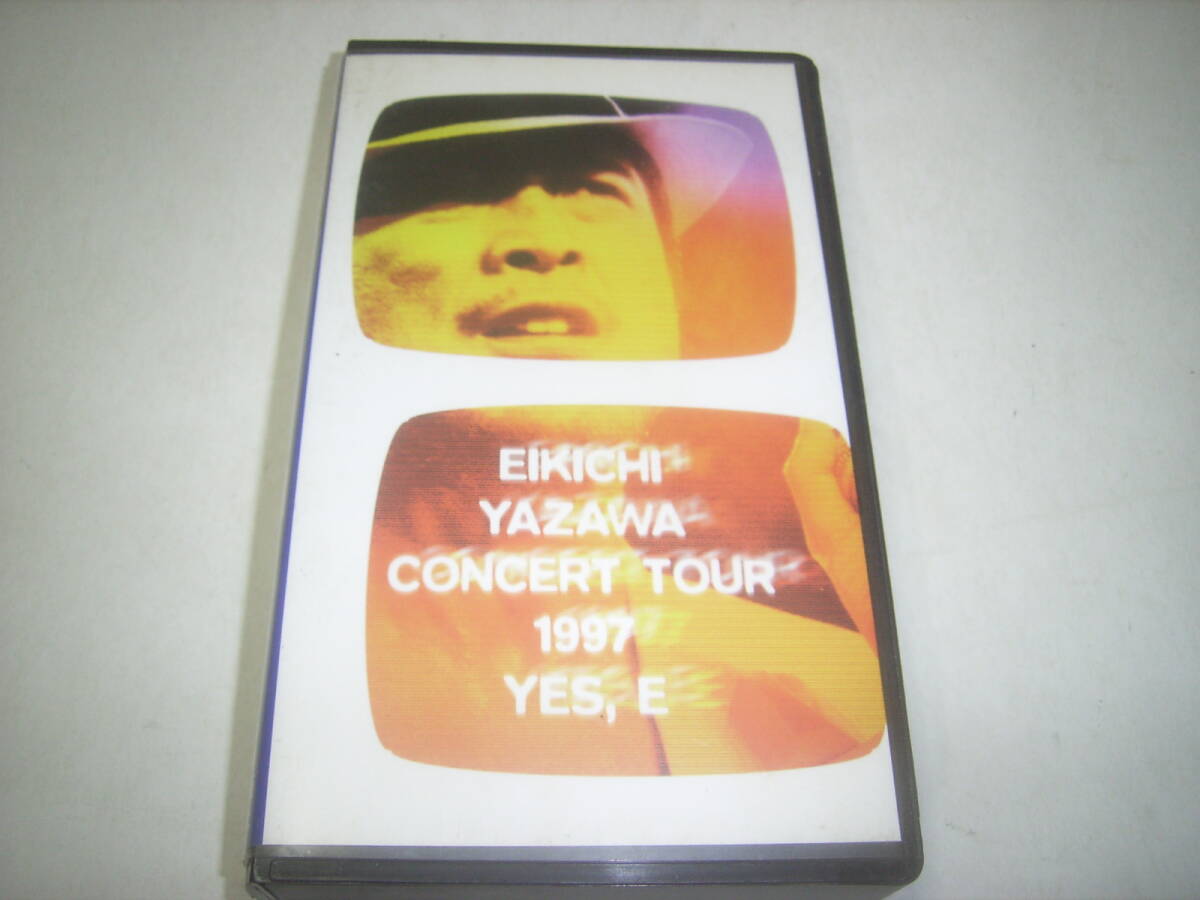 EIKICHI
YAZAWA
CONCERT TOUR
1997
YES, E